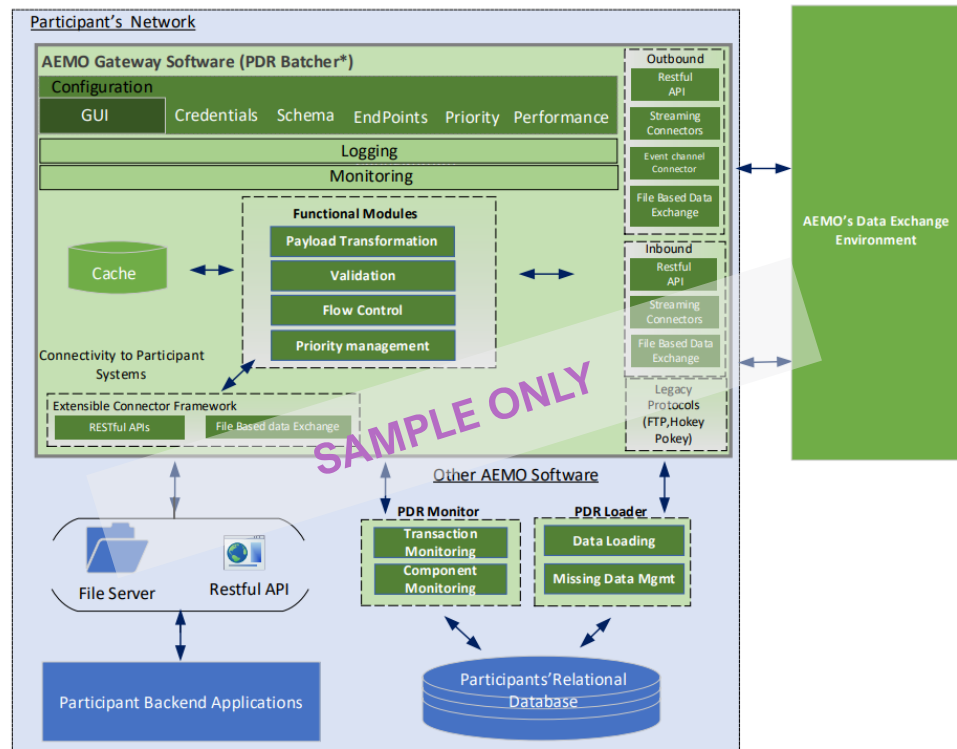 Participant's Network
AEMO Gateway Software (PDR Batcher*)
Configuration
GUI
Credentials
Schema
EndPoints
Priority
Performance
Logging
Monitoring
Functional Modules
Payload Transformation
Validation
Flow Control
Priority management
Cache
Connectivity to Participant
Systems
Extensible Connector Framework
RESTful APIs
File Based data Exchange
Outbound
Restful
API
Streaming
Connectors
Event channel
Connector
File Based Data
Exchange
Inbound
Restful
API
Streaming
Connectors
File Based Data
Exchange
Legacy
Protocols
(FTP,Hokey
Pokey)
AEMO's Data Exchange
Environment
SAMPLE ONLY
Other AEMO Software
PDR Monitor
Transaction
Monitoring
Component
Monitoring
PDR Loader
Data Loading
Missing Data Mgmt
File Server
Restful API
Participant Backend Applications
Participants'Relational
Database